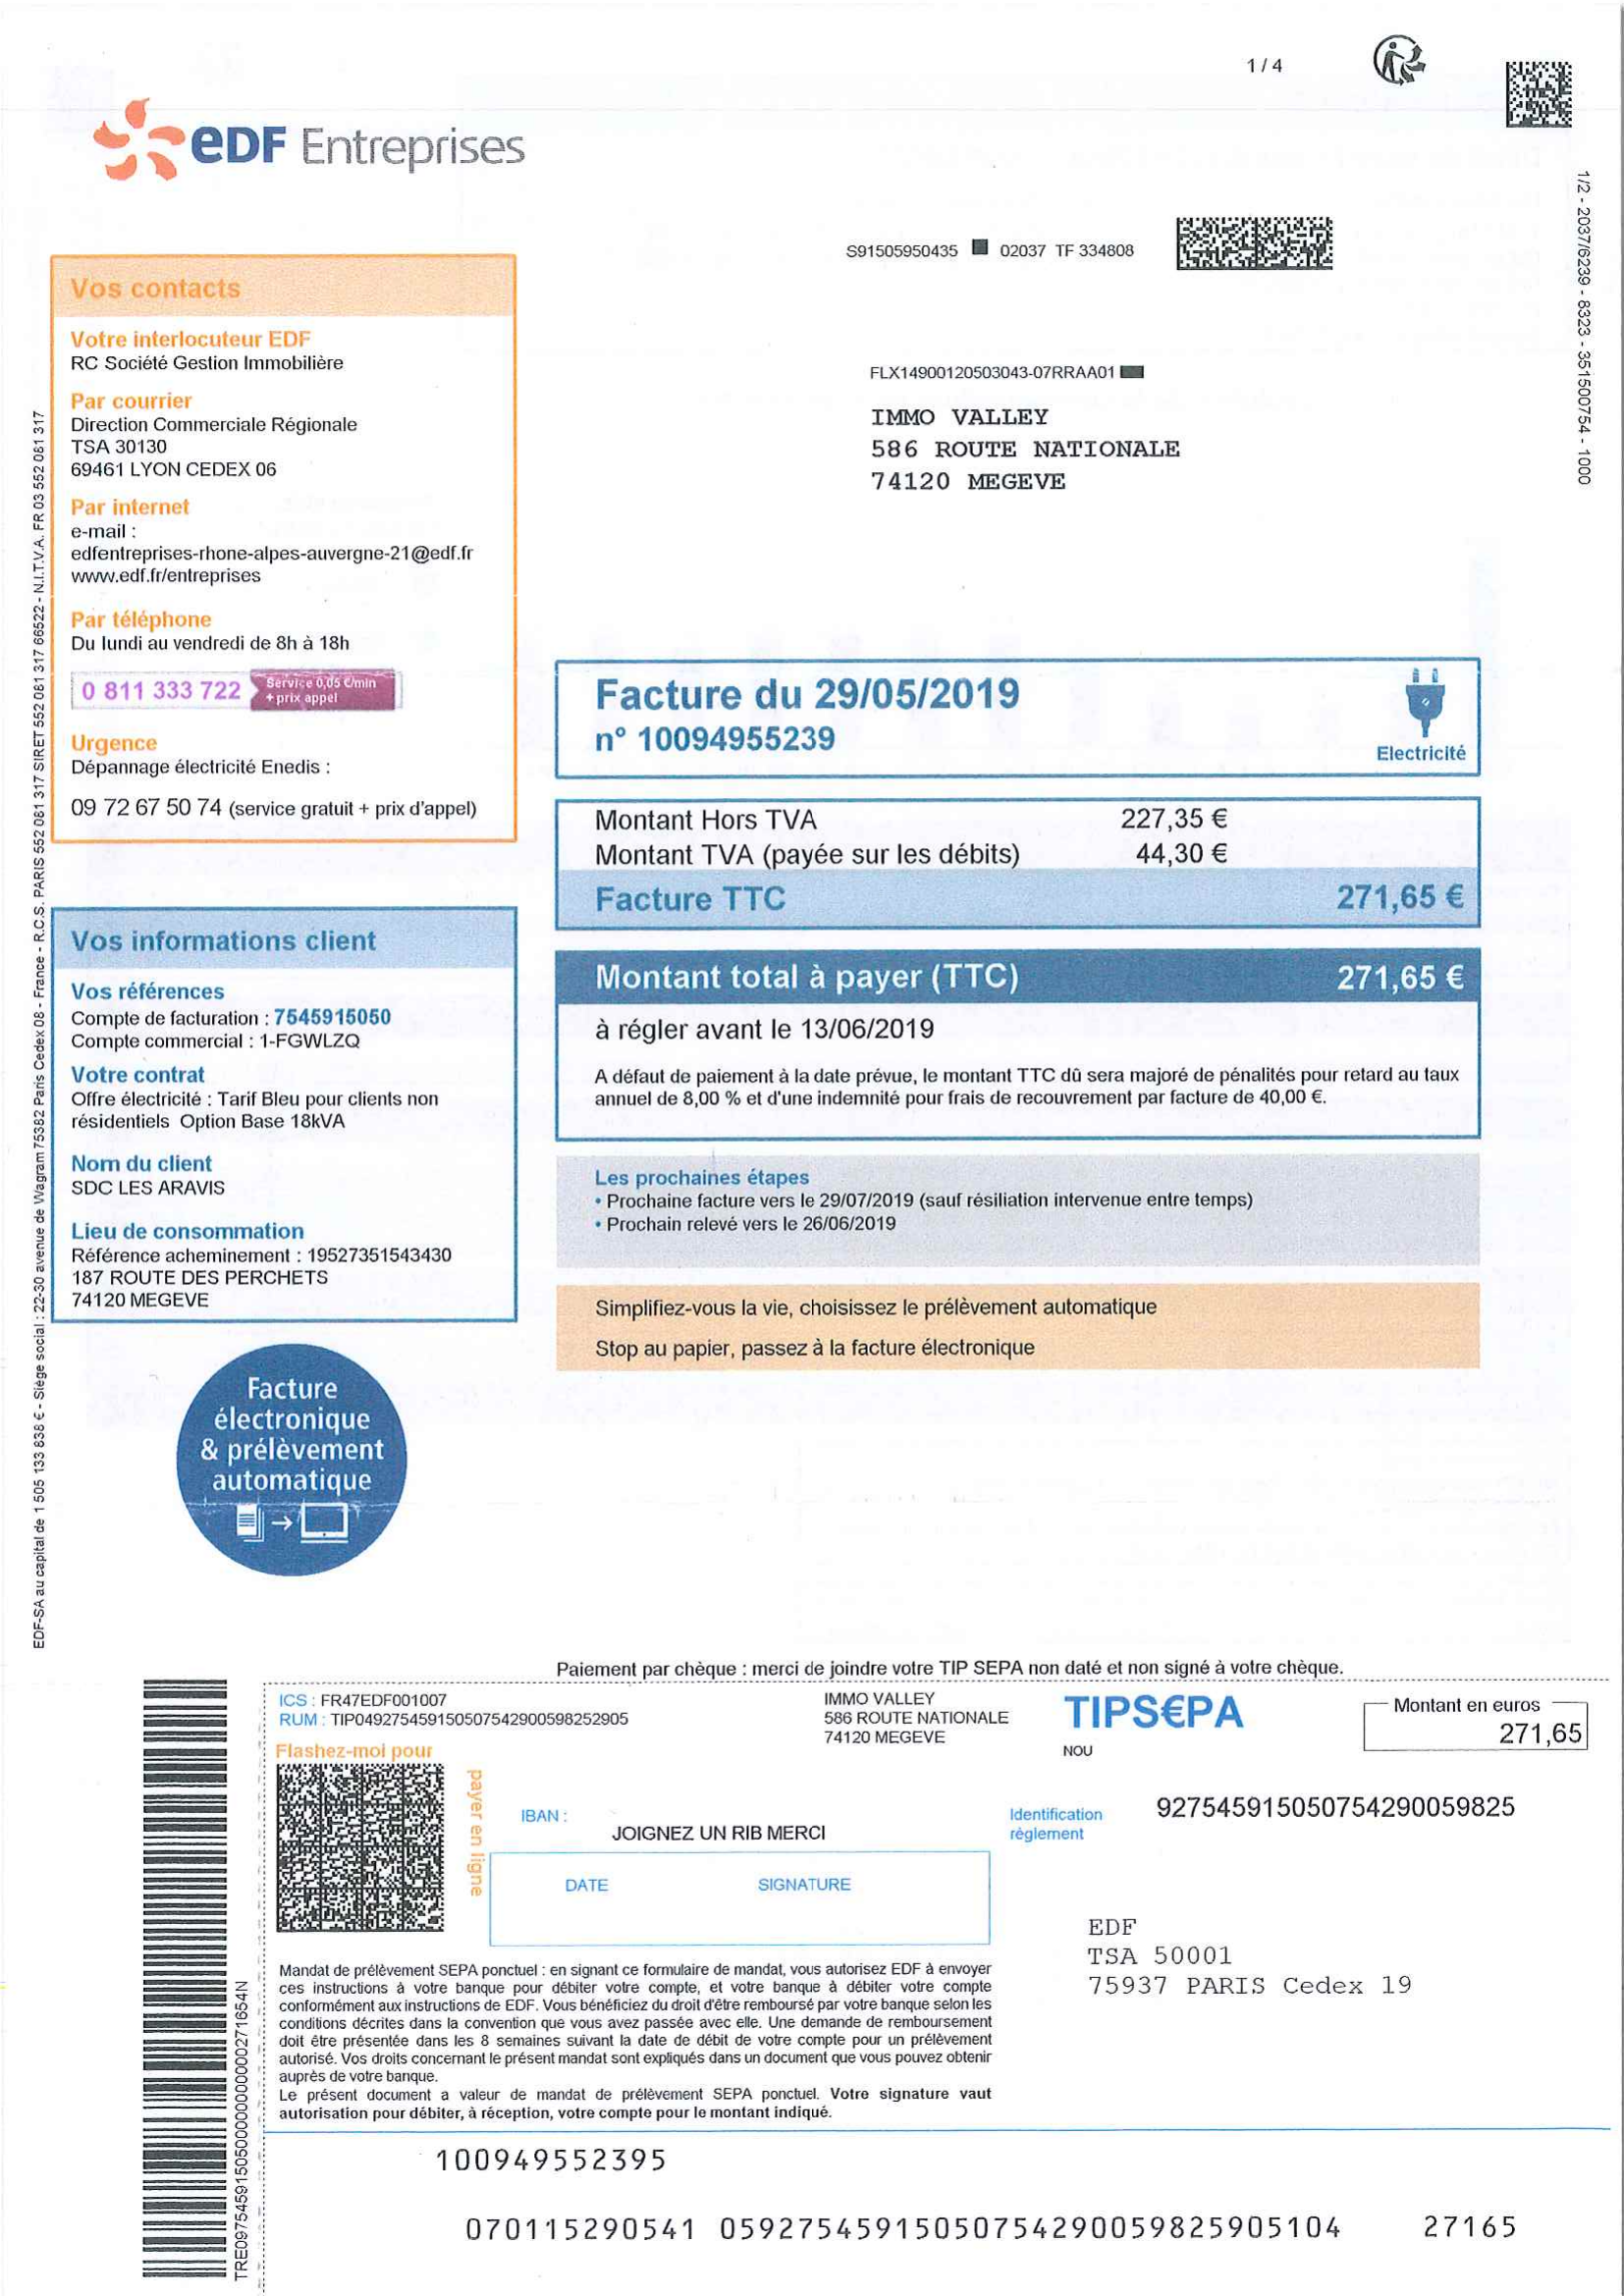 1 / 4
eDF Entreprises
1/2 - 2037/6239 - 8323 - 351500754 - 1000
S91505950435 02037 TF 334808
FLX14900120503043-07RRAA01
IMMO VALLEY
586 ROUTE NATIONALE
74120 MEGEVE
Vos contacts
Votre interlocuteur EDF
RC Société Gestion Immobilière
Par courrier
Direction Commerciale Régionale
TSA 30130
69461 LYON CEDEX 06
Par internet
e-mail :
edfentreprises-rhone-alpes-auvergne-21@edf.fr
www.edf.fr/entreprises
Par téléphone
Du lundi au vendredi de 8h à 18h
0 811 333 722 Service 0,05 €/min
+ prix appel
Urgence
Dépannage électricité Enedis :
09 72 67 50 74 (service gratuit + prix d'appel)
Facture du 29/05/2019
n° 10094955239
Electricité
Montant Hors TVA 227,35 €
Montant TVA (payée sur les débits) 44,30 €
Facture TTC 271,65 €
Montant total à payer (TTC) 271,65 €
à régler avant le 13/06/2019
A défaut de paiement à la date prévue, le montant TTC dû sera majoré de pénalités pour retard au taux
annuel de 8,00 % et d'une indemnité pour frais de recouvrement par facture de 40,00 €.
Les prochaines étapes
• Prochaine facture vers le 29/07/2019 (sauf résiliation intervenue entre temps)
• Prochain relevé vers le 26/06/2019
Simplifiez-vous la vie, choisissez le prélèvement automatique
Stop au papier, passez à la facture électronique
Vos informations client
Vos références
Compte de facturation : 7545915050
Compte commercial : 1-FGWLZQ
Votre contrat
Offre électricité : Tarif Bleu pour clients non
résidentiels Option Base 18kVA
Nom du client
SDC LES ARAVIS
Lieu de consommation
Référence acheminement : 19527351543430
187 ROUTE DES PERCHETS
74120 MEGEVE
Facture
électronique
& prélèvement
automatique
EDF-SA au capital de 1 505 133 838 € - Siège social : 22-30 avenue de Wagram 75382 Paris Cedex 08 - France - R.C.S. PARIS 552 081 317 SIRET 552 081 317 66522 - N.I.T.V.A. FR 03 552 081 317
Paiement par chèque : merci de joindre votre TIP SEPA non daté et non signé à votre chèque.
ICS : FR47EDF001007
RUM : TIP049275459150507542900598252905
IMMO VALLEY
586 ROUTE NATIONALE
74120 MEGEVE
TIPS€PA
NOU
Montant en euros
271,65
Flashez-moi pour
payer en ligne
IBAN :
JOIGNEZ UN RIB MERCI
Identification
règlement
927545915050754290059825
DATE SIGNATURE
EDF
TSA 50001
75937 PARIS Cedex 19
Mandat de prélèvement SEPA ponctuel : en signant ce formulaire de mandat, vous autorisez EDF à envoyer
ces instructions à votre banque pour débiter votre compte, et votre banque à débiter votre compte
conformément aux instructions de EDF. Vous bénéficiez du droit d'être remboursé par votre banque selon les
conditions décrites dans la convention que vous avez passée avec elle. Une demande de remboursement
doit être présentée dans les 8 semaines suivant la date de débit de votre compte pour un prélèvement
autorisé. Vos droits concernant le présent mandat sont expliqués dans un document que vous pouvez obtenir
auprès de votre banque.
Le présent document a valeur de mandat de prélèvement SEPA ponctuel. Votre signature vaut
autorisation pour débiter, à réception, votre compte pour le montant indiqué.
100949552395
070115290541 05927545915050754290059825905104 27165